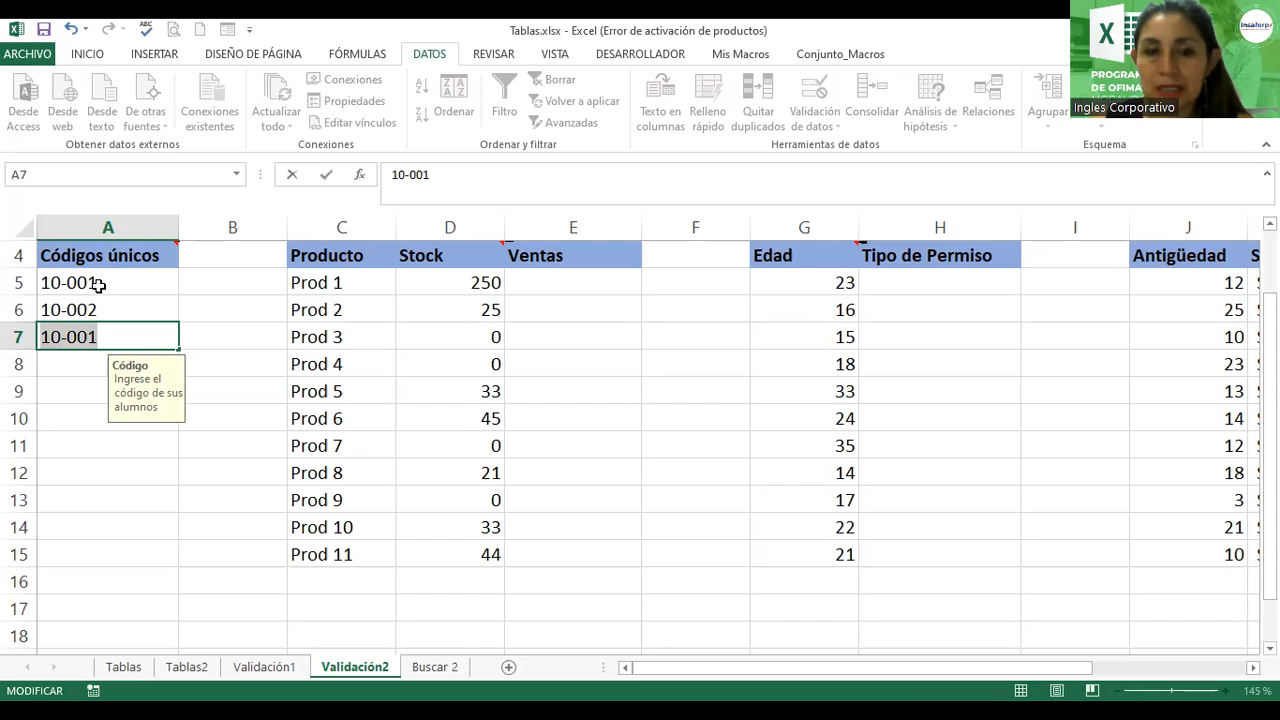 Tablas.xlsx - Excel (Error de activación de productos)
ARCHIVO INICIO INSERTAR DISEÑO DE PÁGINA FÓRMULAS DATOS REVISAR VISTA DESARROLLADOR Mis Macros Conjunto_Macros
Desde Access
Desde web
Desde texto
De otras fuentes
Conexiones existentes
Obtener datos externos
Actualizar todo
Conexiones
Propiedades
Editar vínculos
Conexiones
Ordenar
Filtro
Borrar
Volver a aplicar
Avanzadas
Ordenar y filtrar
Texto en columnas
Relleno rápido
Quitar duplicados
Validación de datos
Consolidar
Análisis de hipótesis
Relaciones
Herramientas de datos
Agrupar
Esquema
PROGRAM
DE OFIMA
Insaforp
Ingles Corporativo
A7 fx 10-001
A B C D E F G H I J
4 Códigos únicos Producto Stock Ventas Edad Tipo de Permiso Antigüedad S
5 10-001 Prod 1 250 23 12
6 10-002 Prod 2 25 16 25
7 10-001 Prod 3 0 15 10
8 Prod 4 0 18 23
9 Prod 5 33 33 13
10 Prod 6 45 24 14
11 Prod 7 0 35 12
12 Prod 8 21 14 18
13 Prod 9 0 17 3
14 Prod 10 33 22 21
15 Prod 11 44 21 10
16
17
18
Código
Ingrese el
código de sus
alumnos
Tablas Tablas2 Validación1 Validación2 Buscar 2
MODIFICAR 145 %